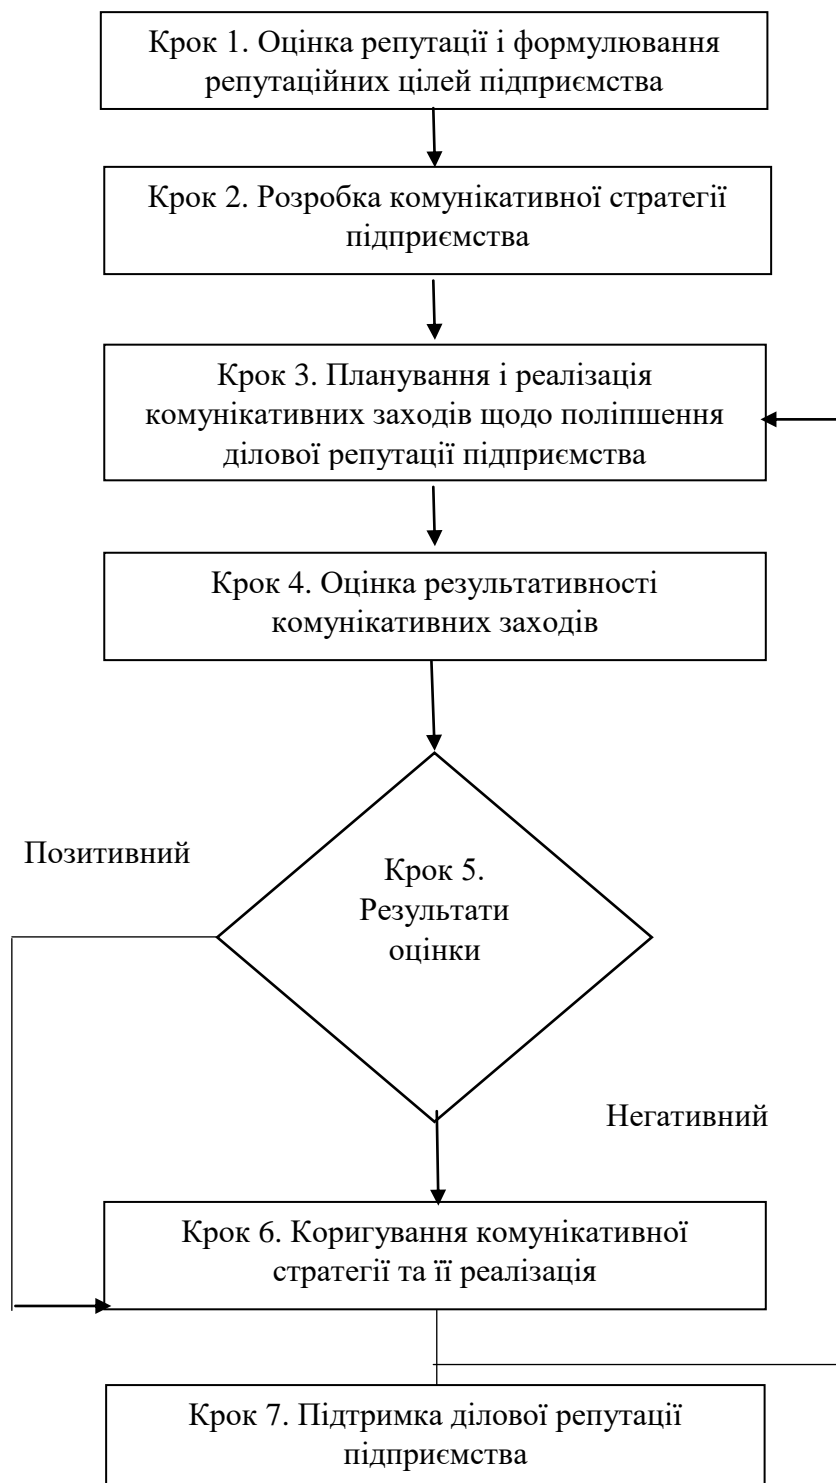 Крок 1. Оцінка репутації і формулювання
репутаційних цілей підприємства
Крок 2. Розробка комунікативної стратегії
підприємства
Крок 3. Планування і реалізація
комунікативних заходів щодо поліпшення
ділової репутації підприємства
Крок 4. Оцінка результативності
комунікативних заходів
Позитивний
Крок 5.
Результати
оцінки
Негативний
Крок 6. Коригування комунікативної
стратегії та її реалізація
Крок 7. Підтримка ділової репутації
підприємства